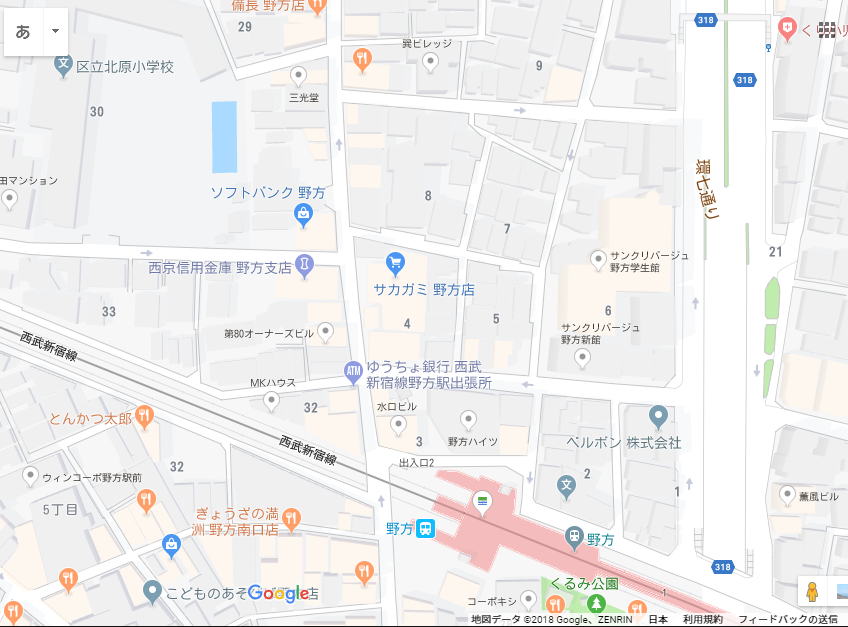 備長 野方店
29
318
あ
巽ビレッジ
区立北原小学校
9
318
三光堂
30
環七通り
田マンション
ソフトバンク 野方
8
7
21
西京信用金庫 野方支店
サンクリバージュ
野方学生館
サカガミ 野方店
33
4
5
6
第80オーナーズビル
サンクリバージュ
野方新館
西武新宿線
ATM
ゆうちょ銀行 西武
新宿線野方駅出張所
MKハウス
32
水口ビル
とんかつ太郎
3
野方ハイツ
ベルボン 株式会社
西武新宿線
出入口2
32
2
ウィンコーポ野方駅前
文
1
薫風ビル
5丁目
ぎょうざの満
洲 野方南口店
野方
野方
318
くるみ公園
こどものあそ
Google
店
コーポキシ
1
地図データ ©2018 Google、ZENRIN
日本
利用規約
フィードバックの送信